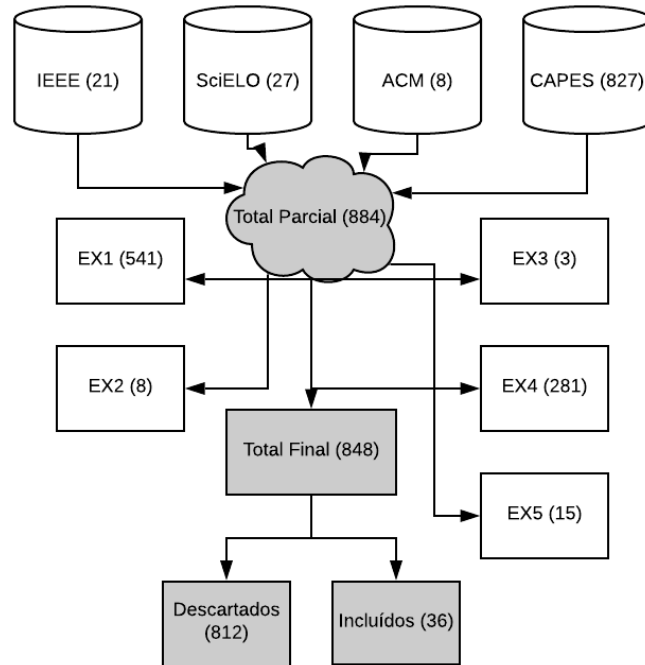 IEEE (21)
SciELO (27)
ACM (8)
CAPES (827)
Total Parcial (884)
EX1 (541)
EX3 (3)
EX2 (8)
EX4 (281)
Total Final (848)
EX5 (15)
Descartados
(812)
Incluídos (36)